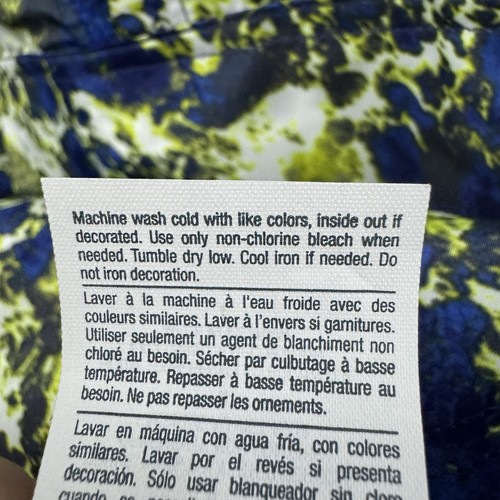 Machine wash cold with like colors, inside out if
decorated. Use only non-chlorine bleach when
needed. Tumble dry low. Cool iron if needed. Do
not iron decoration.
Laver à la machine à l'eau froide avec des
couleurs similaires. Laver à l'envers si garnitures.
Utiliser seulement un agent de blanchiment non
chloré au besoin. Sécher par culbutage à basse
température. Repasser à basse température au
besoin. Ne pas repasser les ornements.
Lavar en máquina con agua fría, con colores
similares. Lavar por el revés si presenta
decoración. Sólo usar blanqueador sin cloro
cuando